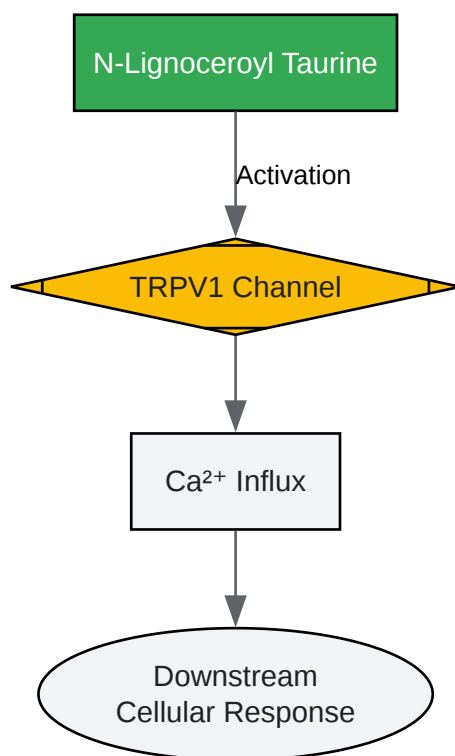 N-Lignoceroyl Taurine
Activation
TRPV1 Channel
Ca²⁺ Influx
Downstream
Cellular Response